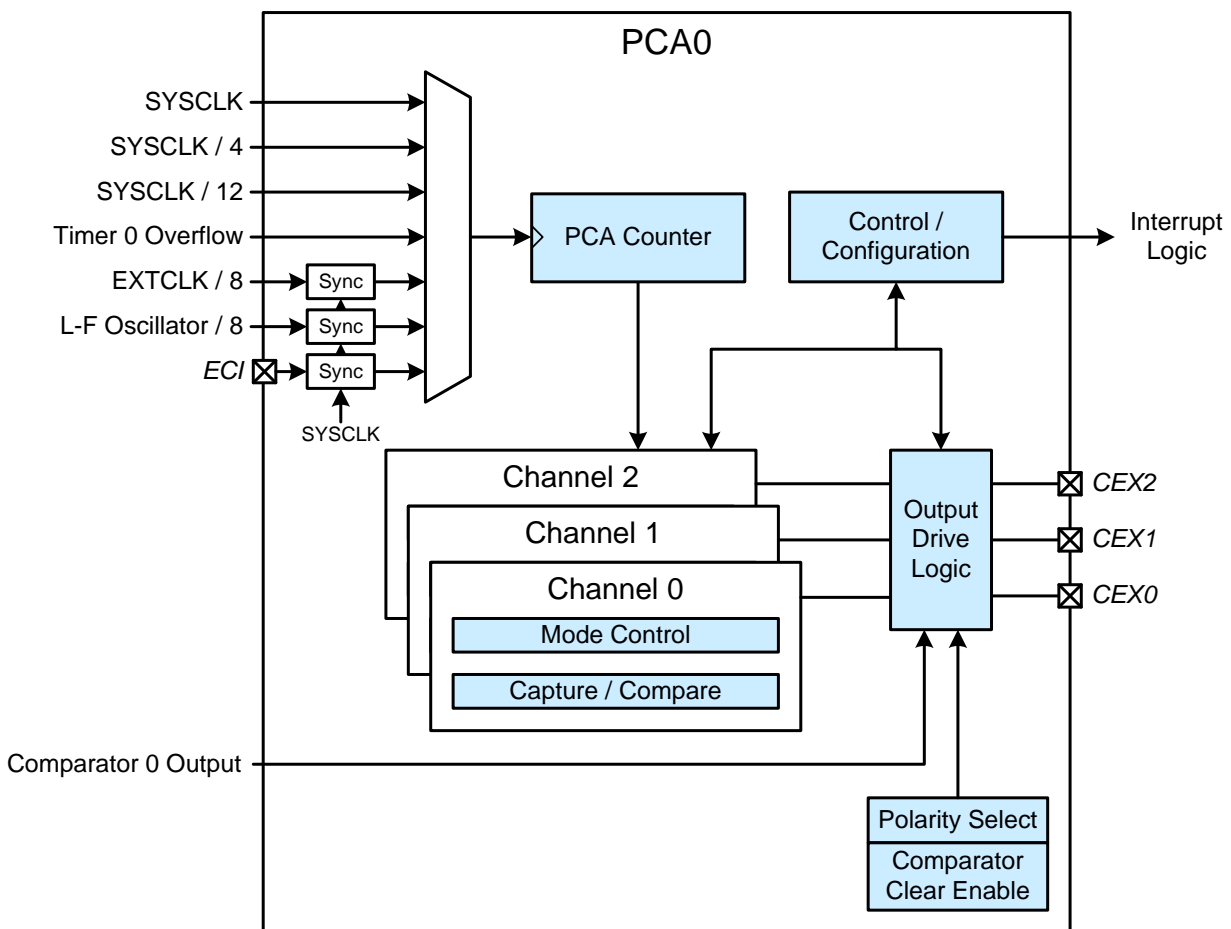 PCA0
SYSCLK
SYSCLK / 4
SYSCLK / 12
Timer 0 Overflow
EXTCLK / 8
L-F Oscillator / 8
ECI
Sync
Sync
Sync
SYSCLK
PCA Counter
Control /
Configuration
Interrupt
Logic
Channel 2
Channel 1
Channel 0
Mode Control
Capture / Compare
Output
Drive
Logic
CEX2
CEX1
CEX0
Comparator 0 Output
Polarity Select
Comparator
Clear Enable